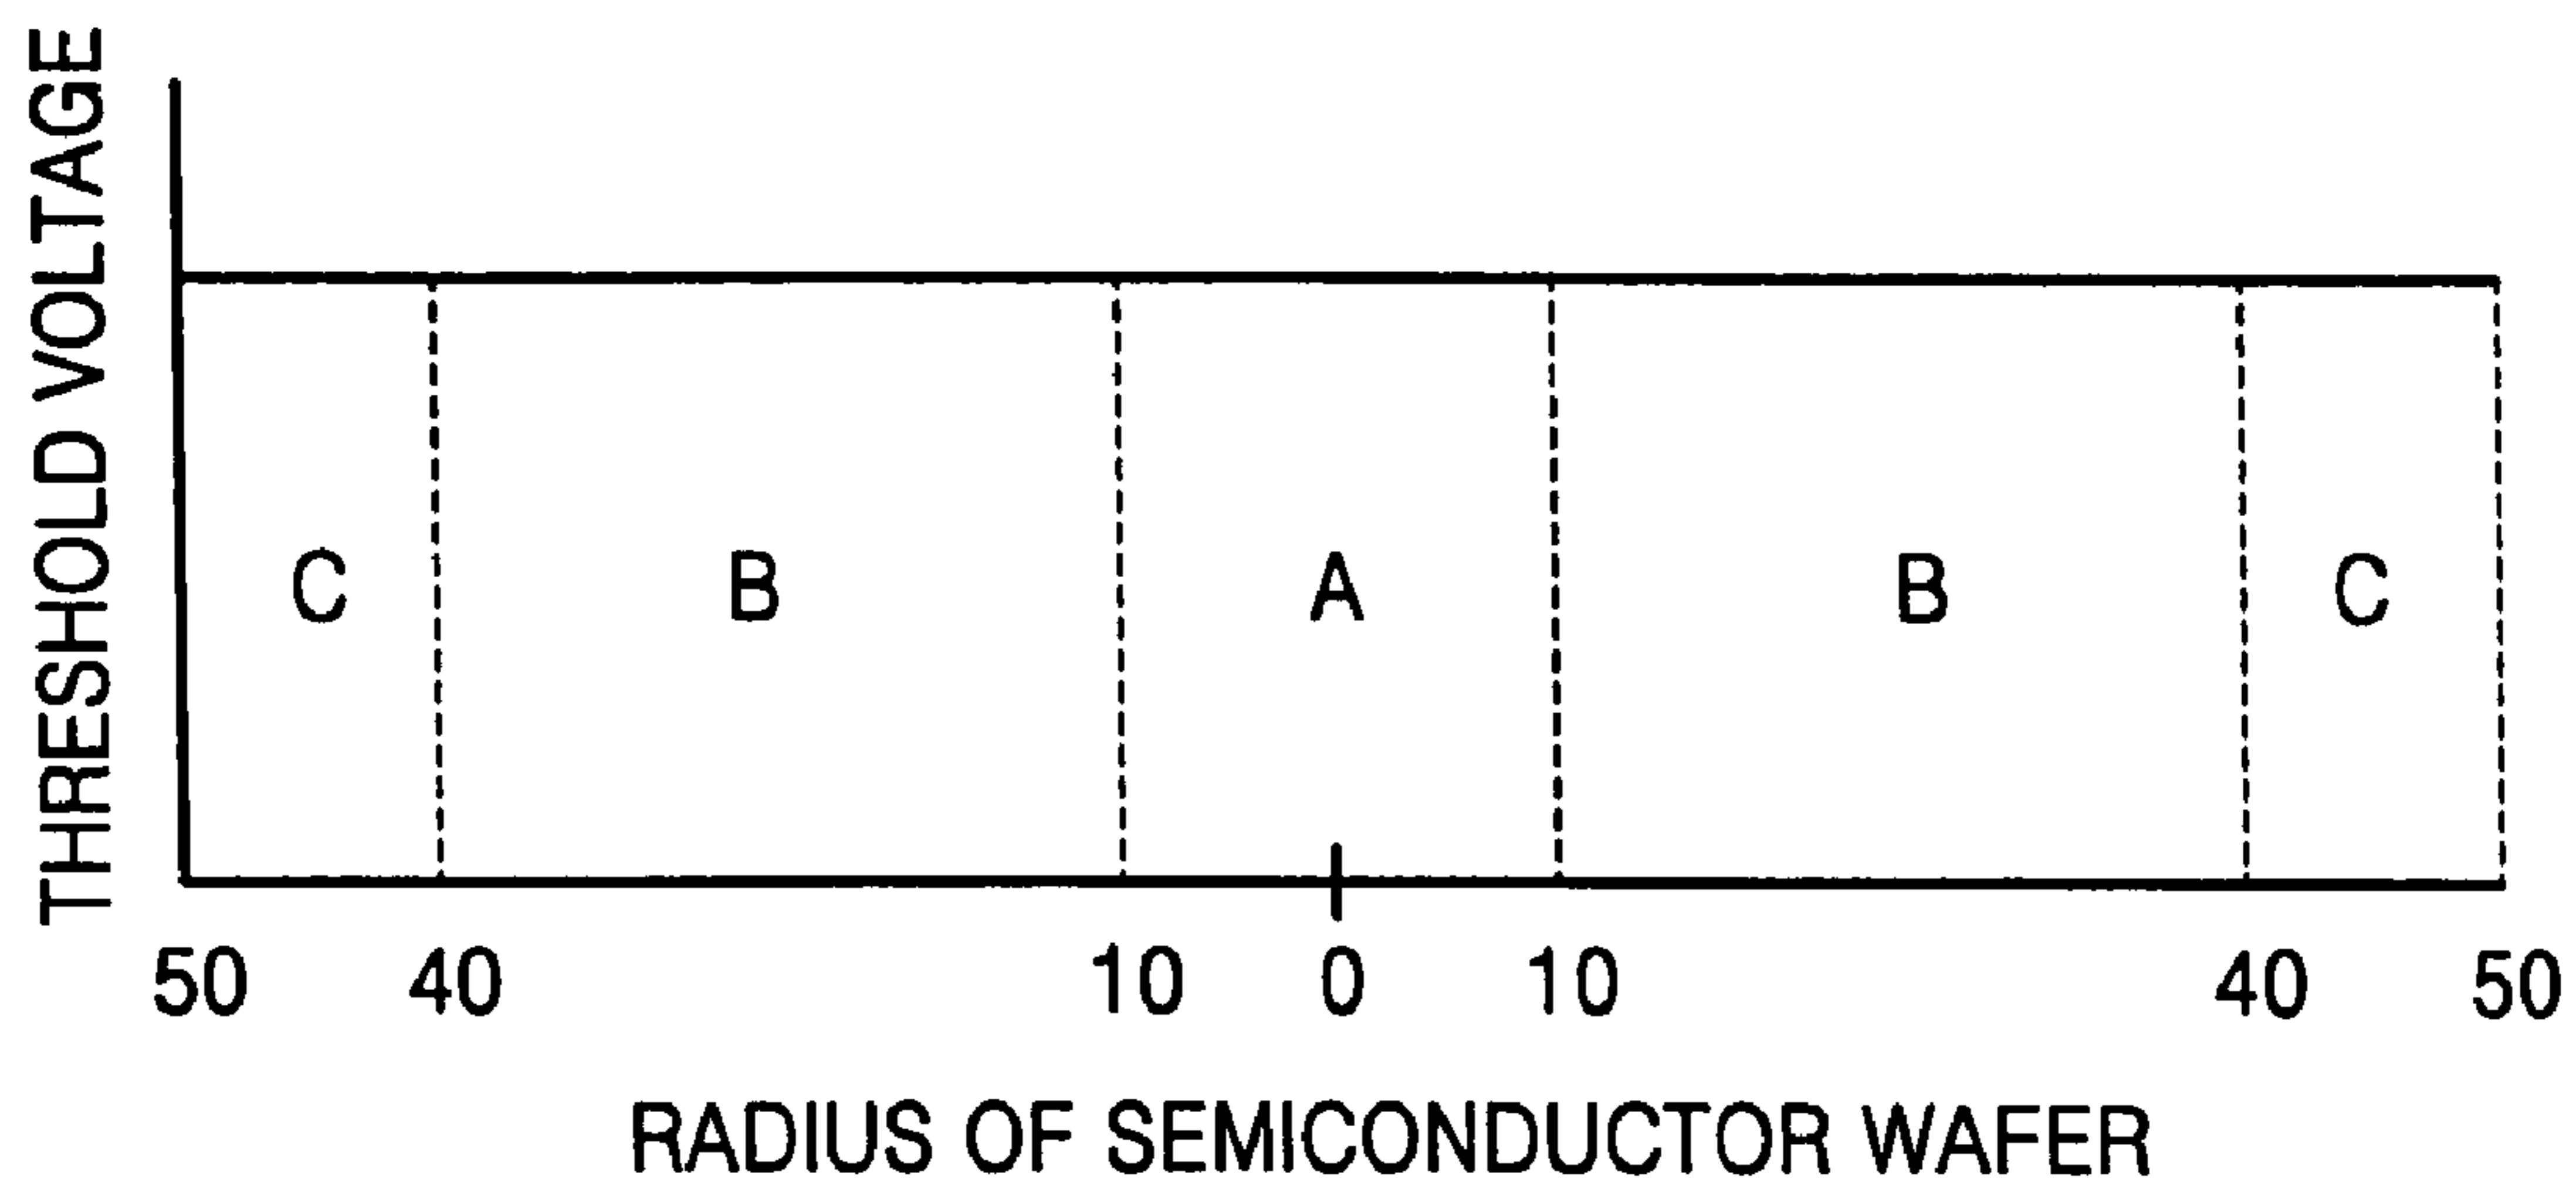 THRESHOLD VOLTAGE
C B A B C
50 40 10 0 10 40 50
RADIUS OF SEMICONDUCTOR WAFER